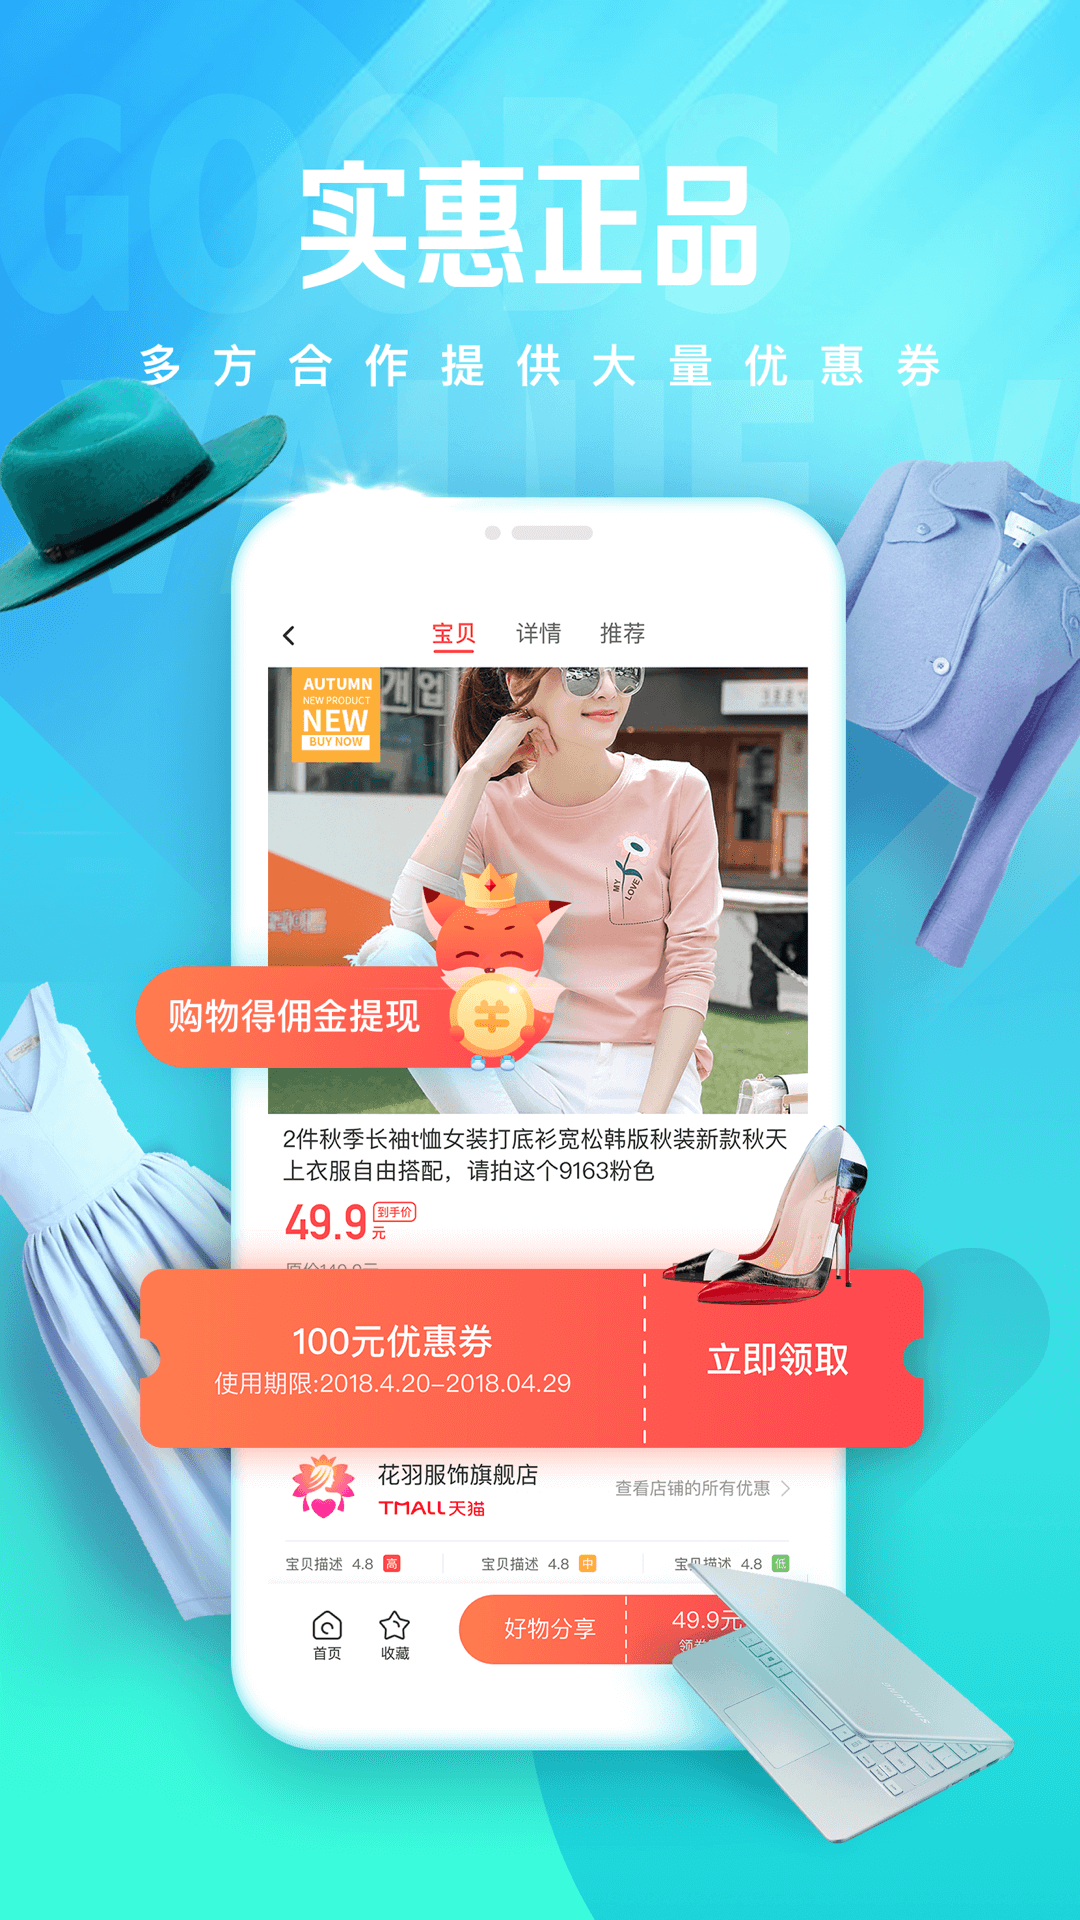 GOODS
实惠正品
多方合作提供大量优惠券
VALUE
宝贝 详情 推荐
AUTUMN
NEW PRODUCT
NEW
BUY NOW
개업
MY
LOVE
购物得佣金提现
2件秋季长袖t恤女装打底衫宽松韩版秋装新款秋天
上衣服自由搭配，请拍这个9163粉色
49.9元 到手价
100元优惠券
使用期限:2018.4.20-2018.04.29
立即领取
花羽服饰旗舰店
TMALL天猫
查看店铺的所有优惠
宝贝描述 4.8 高 宝贝描述 4.8 中 宝贝描述 4.8 低
首页 收藏
好物分享
49.9元
SAMSUNG